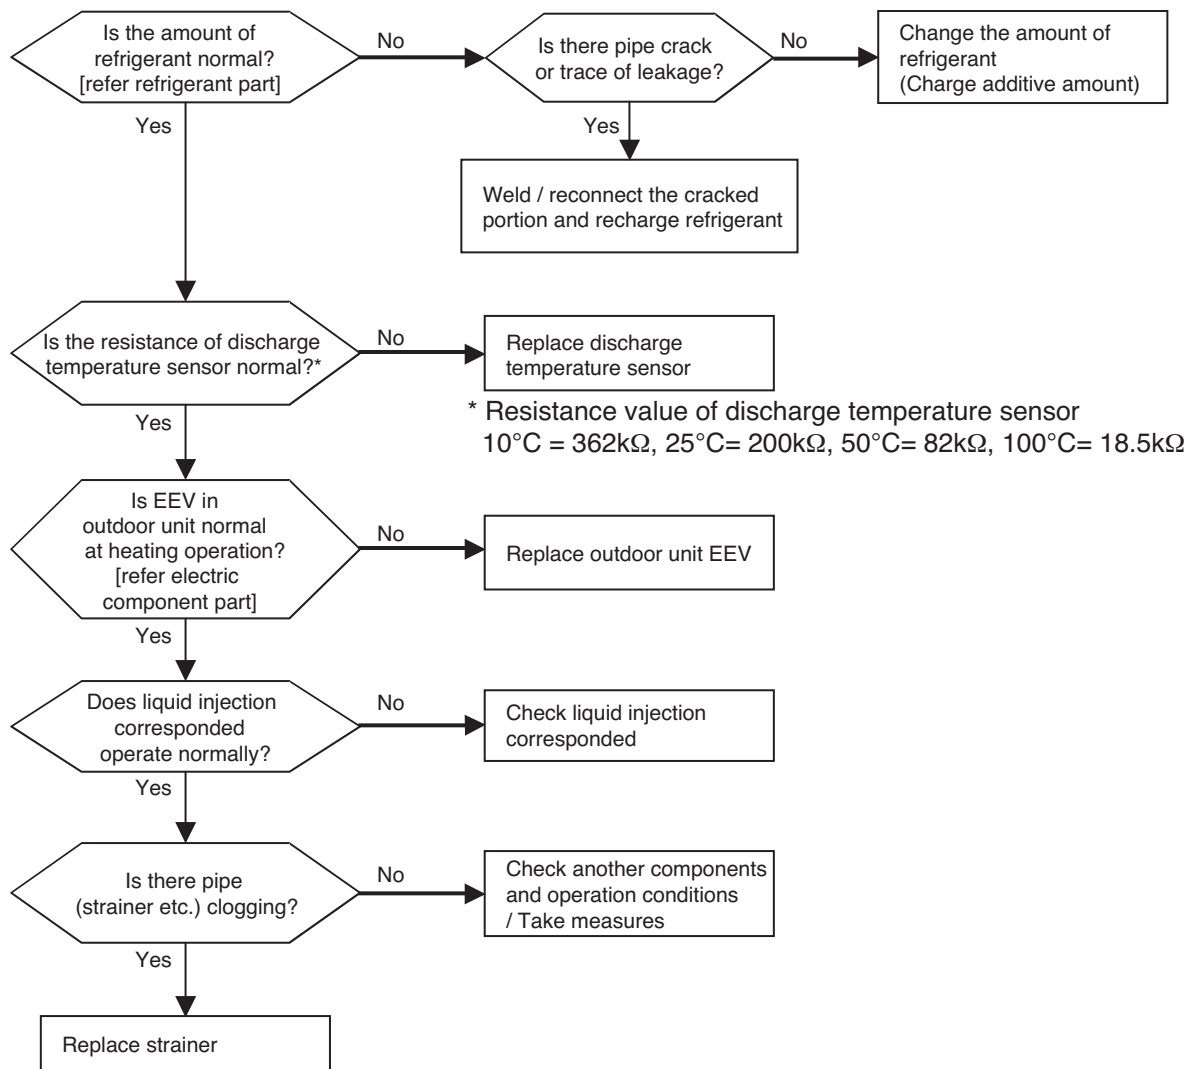 Is the amount of
refrigerant normal?
[refer refrigerant part]
No
Is there pipe crack
or trace of leakage?
No
Change the amount of
refrigerant
(Charge additive amount)
Yes
Yes
Weld / reconnect the cracked
portion and recharge refrigerant
Is the resistance of discharge
temperature sensor normal?*
No
Replace discharge
temperature sensor
* Resistance value of discharge temperature sensor
10°C = 362kΩ, 25°C= 200kΩ, 50°C= 82kΩ, 100°C= 18.5kΩ
Yes
Is EEV in
outdoor unit normal
at heating operation?
[refer electric
component part]
No
Replace outdoor unit EEV
Yes
Does liquid injection
corresponded
operate normally?
No
Check liquid injection
corresponded
Yes
Is there pipe
(strainer etc.) clogging?
No
Check another components
and operation conditions
/ Take measures
Yes
Replace strainer